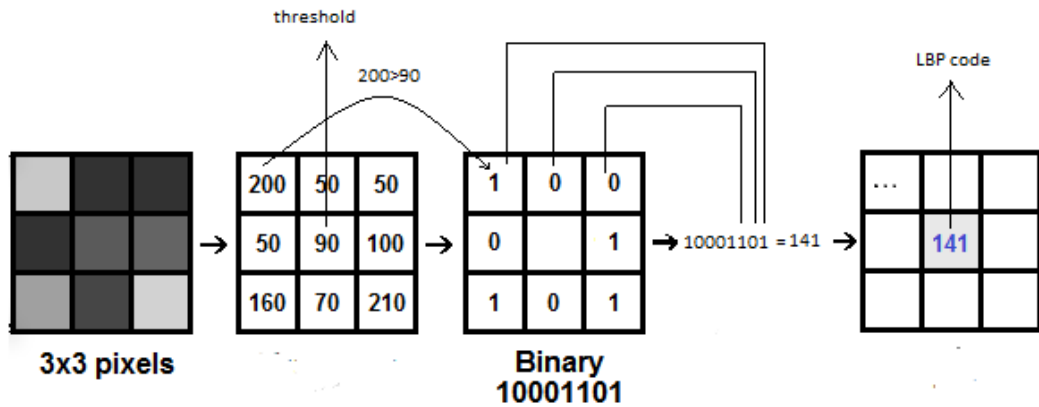 threshold
200>90
LBP code
200 50 50
50 90 100
160 70 210
1 0 0
0 1
1 0 1
10001101 = 141
...
141
3x3 pixels
Binary
10001101